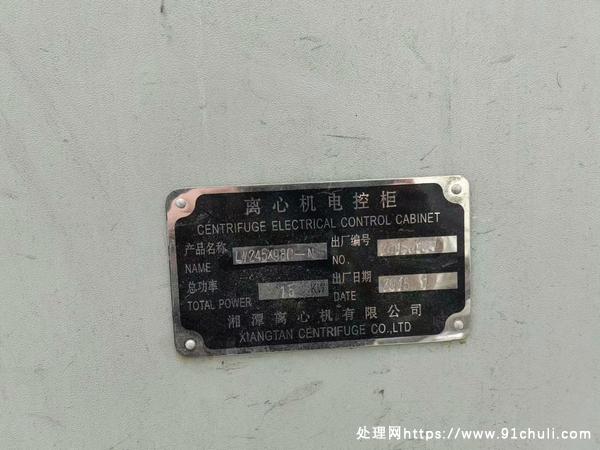 离心机电控柜
CENTRIFUGE ELECTRICAL CONTROL CABINET
产品名称 出厂编号
NAME NO.
总功率 15 KW 出厂日期
TOTAL POWER DATE
湘潭离心机有限公司
XIANGTAN CENTRIFUGE CO.,LTD
处理网https://www.91chuli.com/